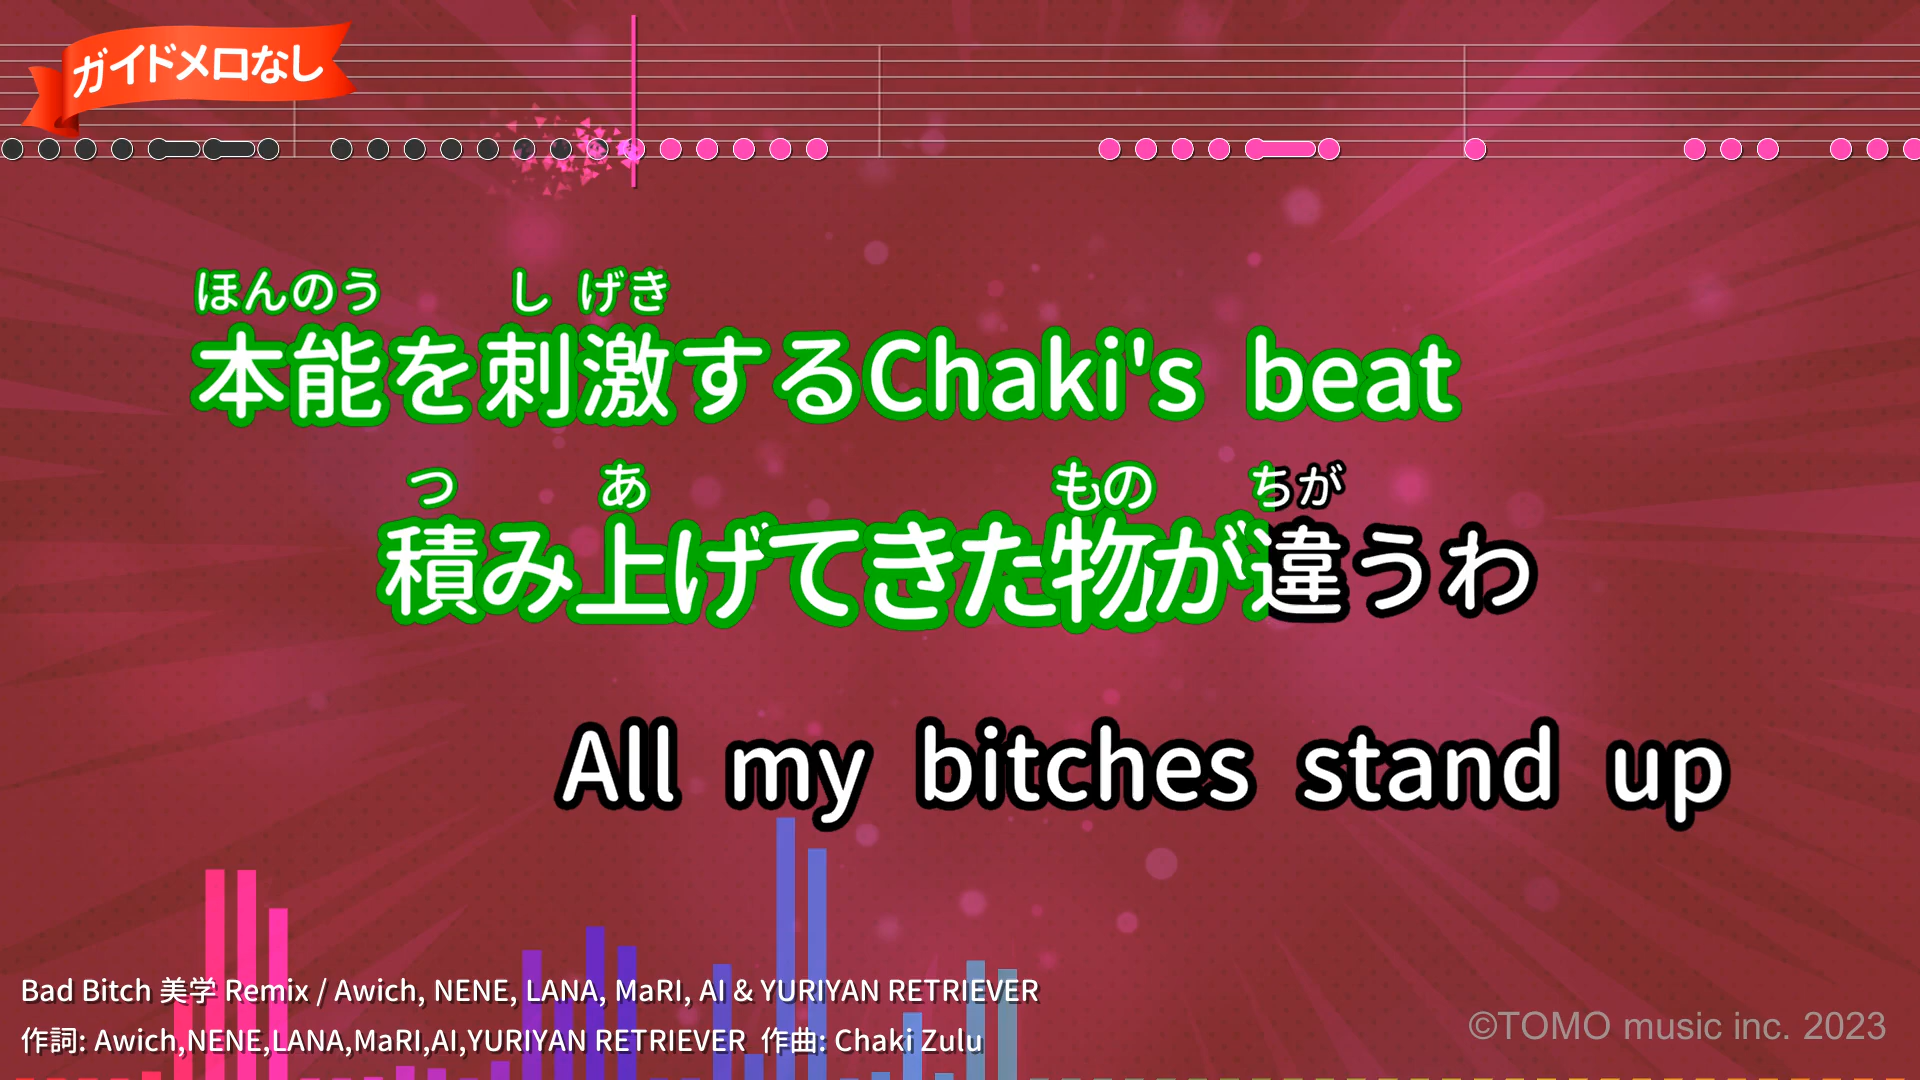 ガイドメロなし
ほんのう し げき
本能を刺激するChaki's beat
つ あ もの ちが
積み上げてきた物が違うわ
All my bitches stand up
Bad Bitch 美学 Remix / Awich, NENE, LANA, MaRI, AI & YURIYAN RETRIEVER
作詞: Awich,NENE,LANA,MaRI,AI,YURIYAN RETRIEVER 作曲: Chaki Zulu
©TOMO music inc. 2023